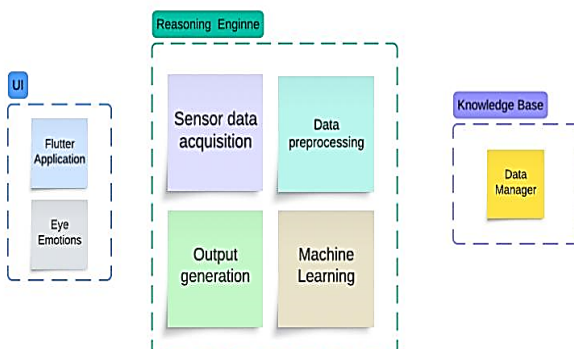 UI
Flutter
Application
Eye
Emotions
Reasoning Enginne
Sensor data
acquisition
Data
preprocessing
Output
generation
Machine
Learning
Knowledge Base
Data
Manager